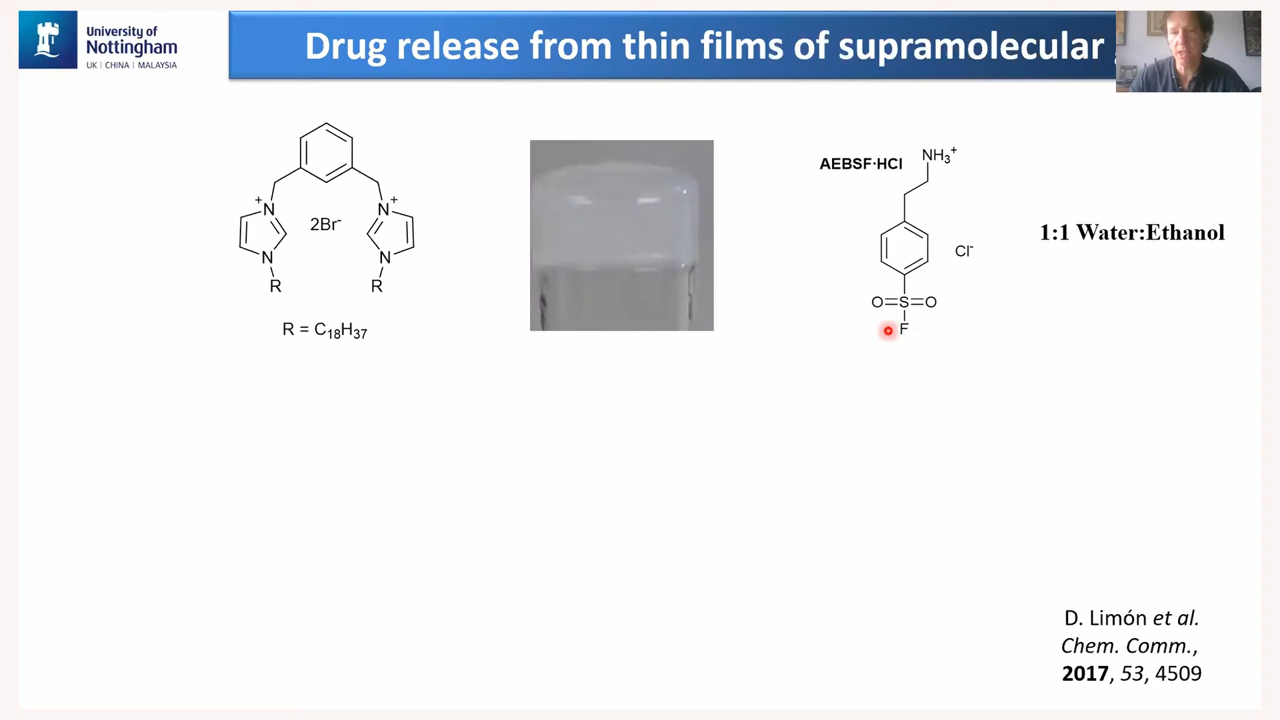 University of
Nottingham
UK | CHINA | MALAYSIA
Drug release from thin films of supramolecular
+
N
N
R
2Br-
N
+
N
R
R = C18H37
AEBSF·HCl
NH3+
Cl-
O=S=O
F
1:1 Water:Ethanol
D. Limón et al.
Chem. Comm.,
2017, 53, 4509